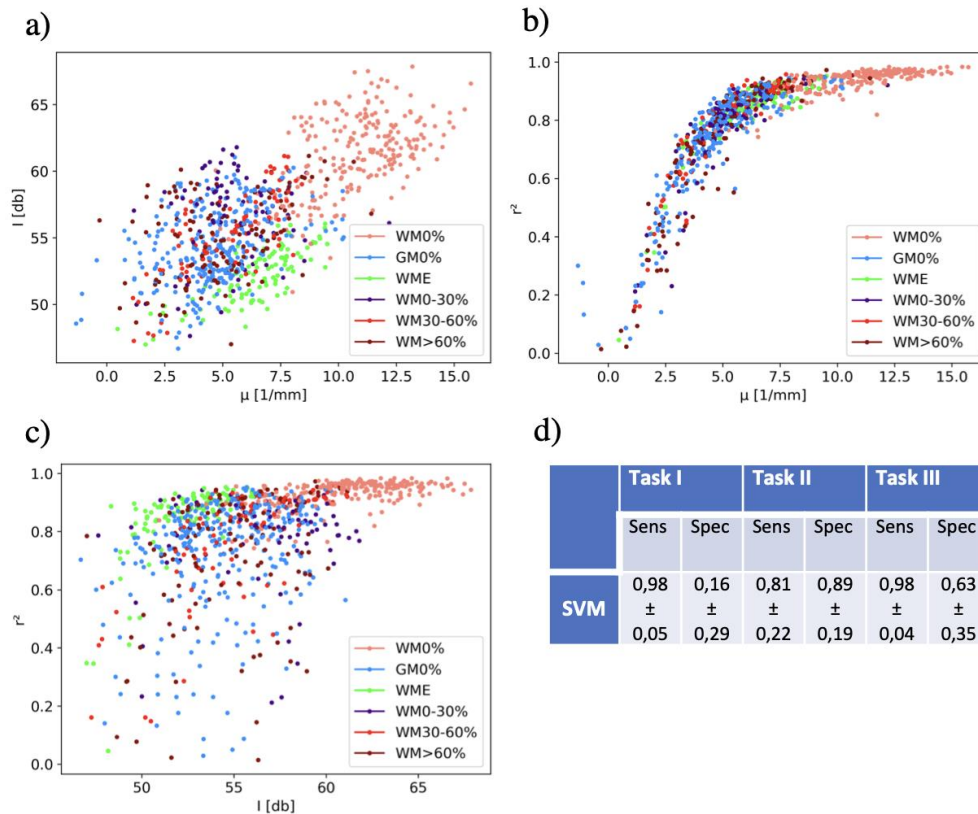 a)
65
60
55
50
I [db]
WM0%
GM0%
WME
WM0-30%
WM30-60%
WM>60%
0.0 2.5 5.0 7.5 10.0 12.5 15.0
μ [1/mm]
b)
1.0
0.8
0.6
0.4
0.2
0.0
r²
WM0%
GM0%
WME
WM0-30%
WM30-60%
WM>60%
0.0 2.5 5.0 7.5 10.0 12.5 15.0
μ [1/mm]
c)
1.0
0.8
0.6
0.4
0.2
0.0
r²
WM0%
GM0%
WME
WM0-30%
WM30-60%
WM>60%
50 55 60 65
I [db]
d)
Task I Task II Task III
Sens Spec Sens Spec Sens Spec
SVM
0,98 0,16 0,81 0,89 0,98 0,63
± ± ± ± ± ±
0,05 0,29 0,22 0,19 0,04 0,35